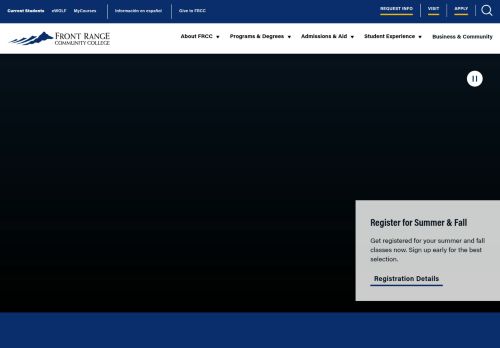 Current Students eWOLF MyCourses Información en español Give to FRCC REQUEST INFO VISIT APPLY
FRONT RANGE
COMMUNITY COLLEGE
About FRCC Programs & Degrees Admissions & Aid Student Experience Business & Community
Register for Summer & Fall
Get registered for your summer and fall
classes now. Sign up early for the best
selection.
Registration Details